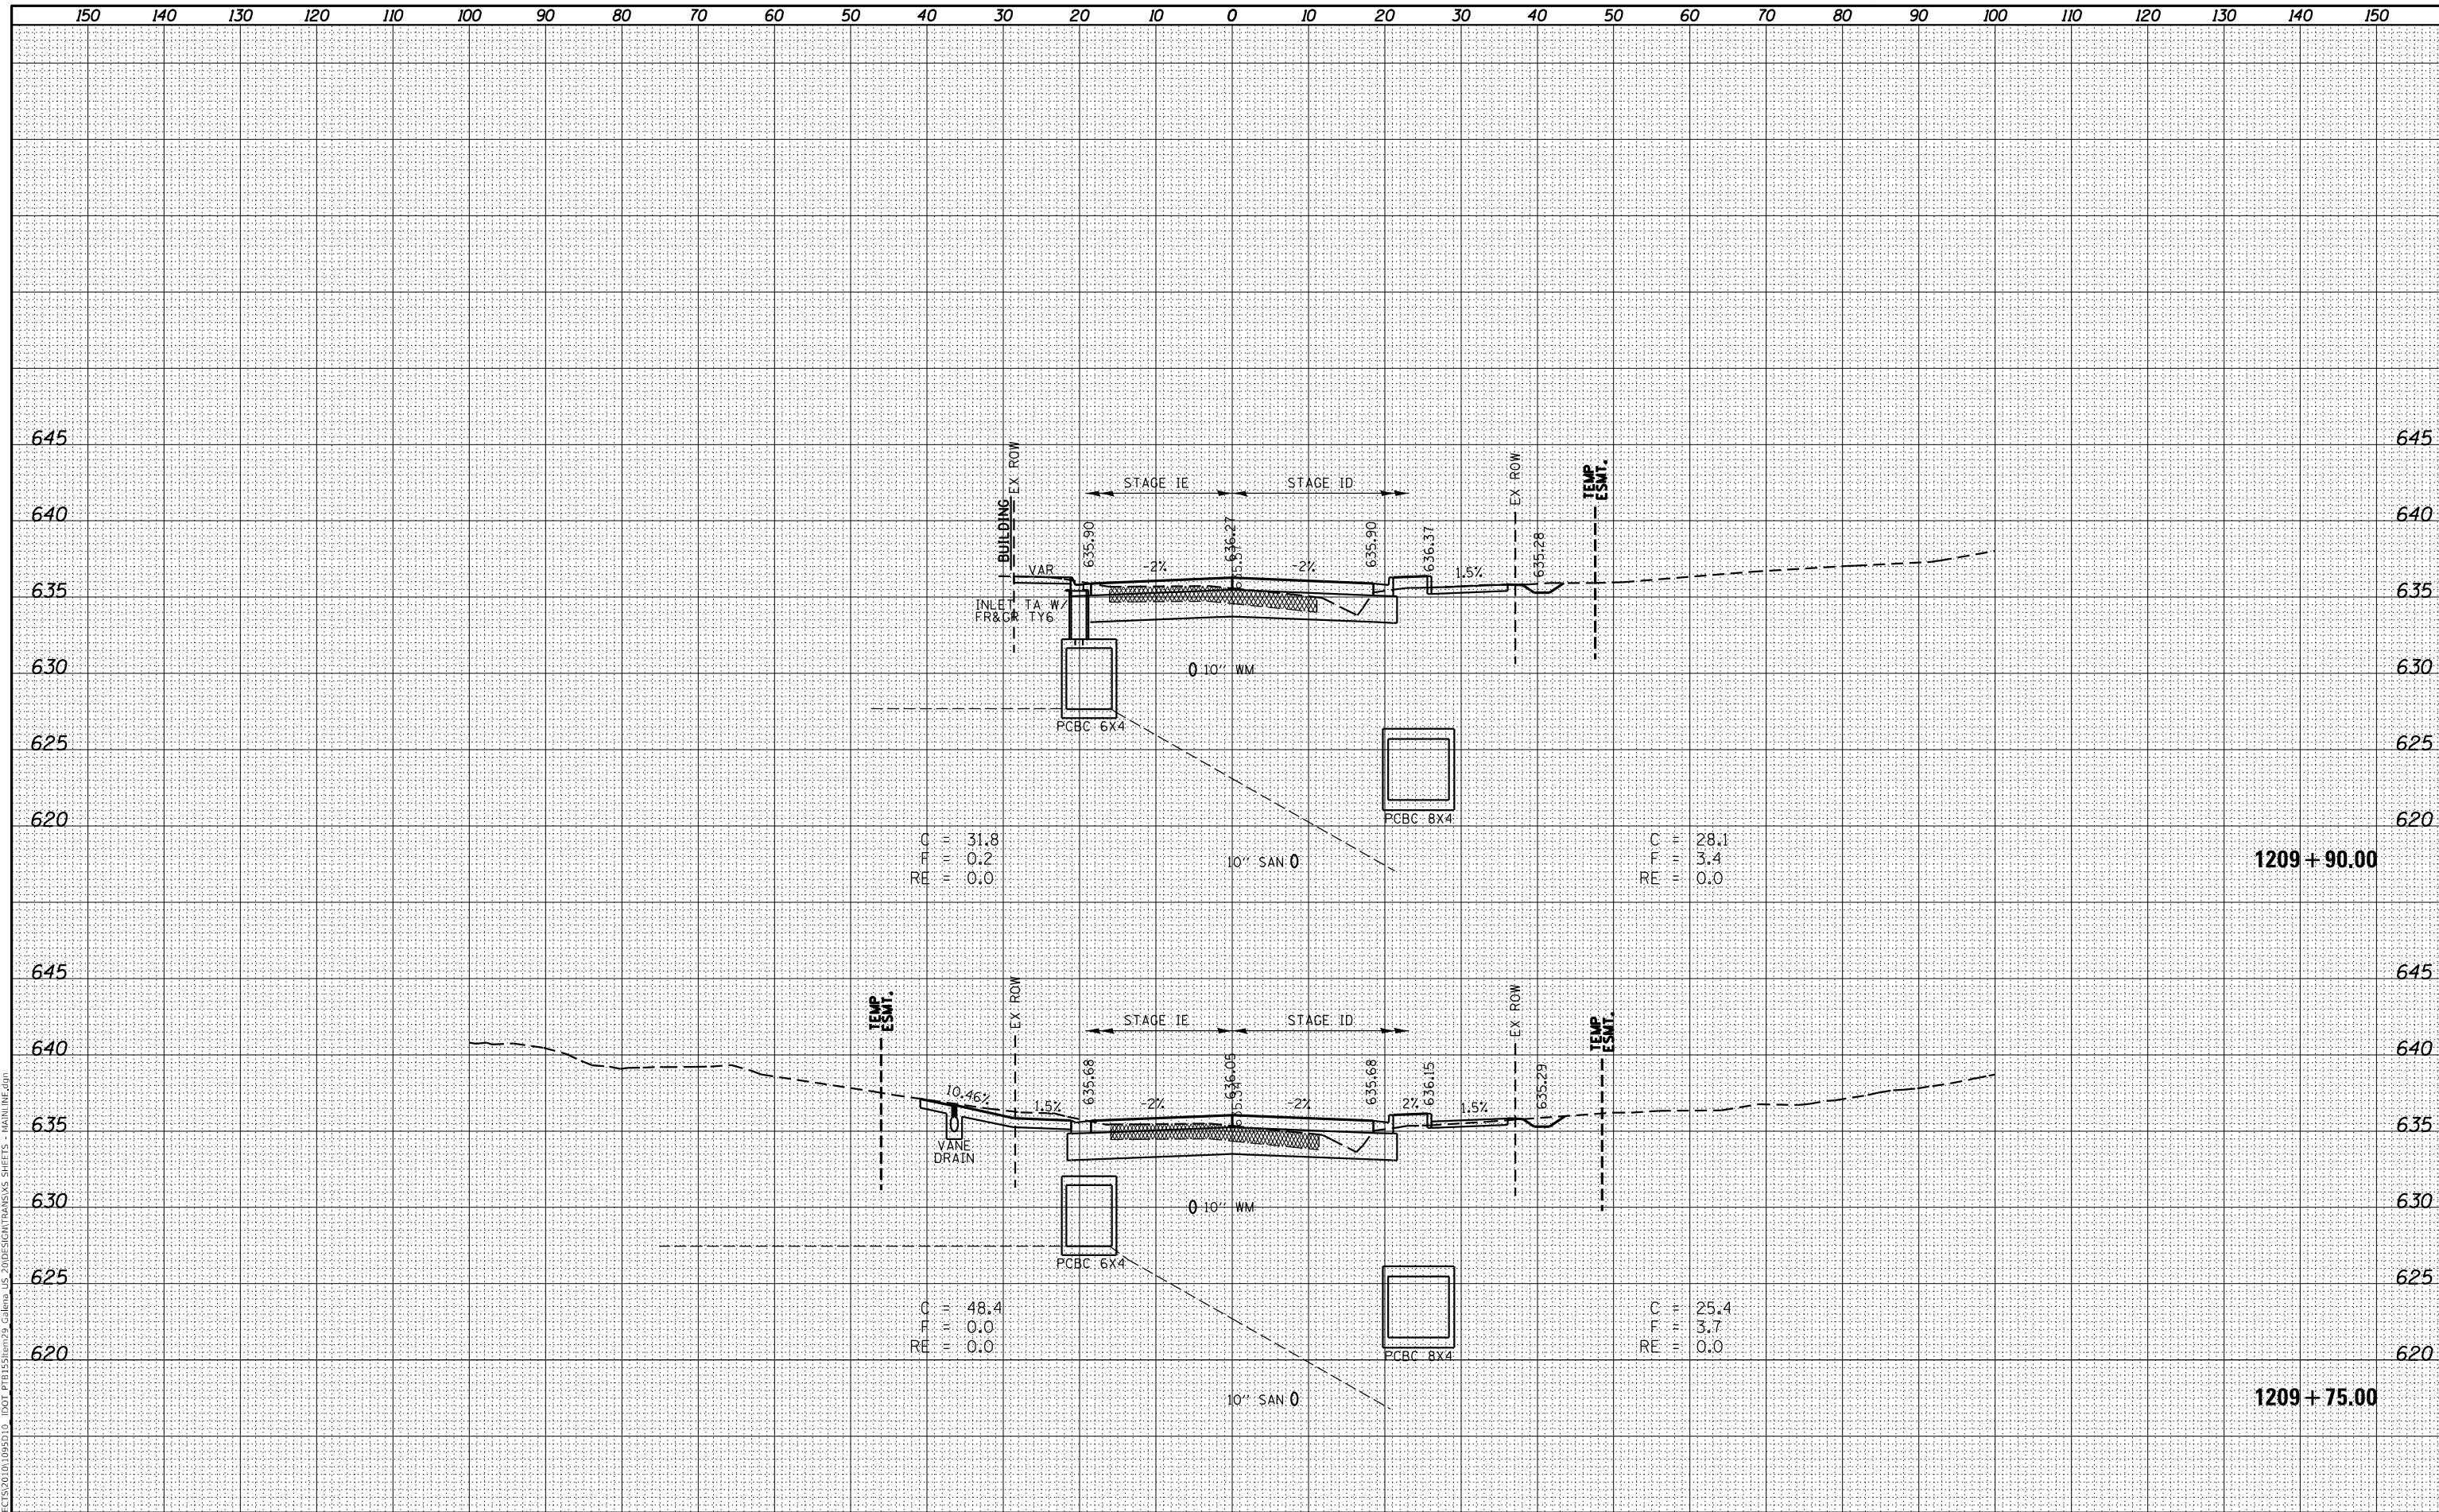 150 140 130 120 110 100 90 80 70 60 50 40 30 20 10 0 10 20 30 40 50 60 70 80 90 100 110 120 130 140 150
645 645
EX ROW
EX ROW
TEMP
ESMT.
STAGE IE STAGE ID
BUILDING
640 640
635.90
636.27
635.90
636.37
635.28
VAR -2% -2% 1.5%
635 635
INLET TA W/
FR&GR TY6
630 0 10'' WM 630
PCBC 6X4
625 625
620 PCBC 8X4 620
C = 31.8 C = 28.1
F = 0.2 F = 3.4
RE = 0.0 RE = 0.0
10'' SAN 0
1209 + 90.00
645 645
TEMP
ESMT.
EX ROW
EX ROW
TEMP
ESMT.
STAGE IE STAGE ID
640 640
635.68
636.05
635.68
636.15
635.29
10.46% 1.5% -2% -2% 2% 1.5%
635 635
VANE
DRAIN
630 0 10'' WM 630
PCBC 6X4
625 625
C = 48.4 C = 25.4
F = 0.0 F = 3.7
RE = 0.0 RE = 0.0
620 PCBC 8X4 620
10'' SAN 0
1209 + 75.00